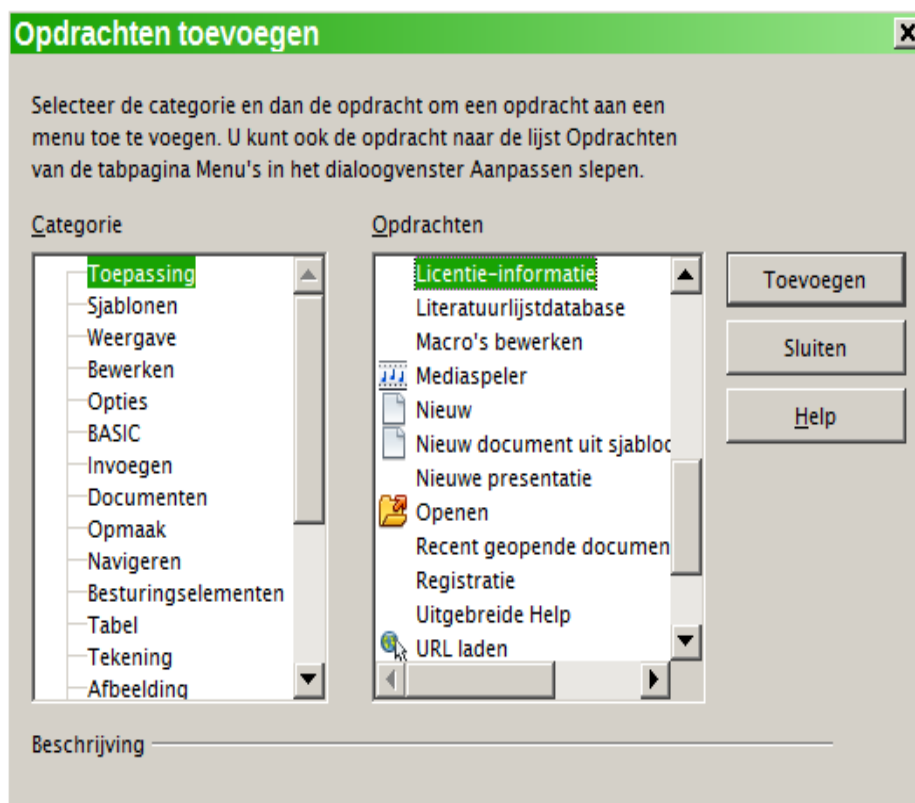 Opdrachten toevoegen
Selecteer de categorie en dan de opdracht om een opdracht aan een
menu toe te voegen. U kunt ook de opdracht naar de lijst Opdrachten
van de tabpagina Menu's in het dialoogvenster Aanpassen slepen.
Categorie
Toepassing
Sjablonen
Weergave
Bewerken
Opties
BASIC
Invoegen
Documenten
Opmaak
Navigeren
Besturingselementen
Tabel
Tekening
Afbeelding
Opdrachten
Licentie-informatie
Literatuurlijstdatabase
Macro's bewerken
Mediaspeler
Nieuw
Nieuw document uit sjabloo
Nieuwe presentatie
Openen
Recent geopende documen
Registratie
Uitgebreide Help
URL laden
Toevoegen
Sluiten
Help
Beschrijving